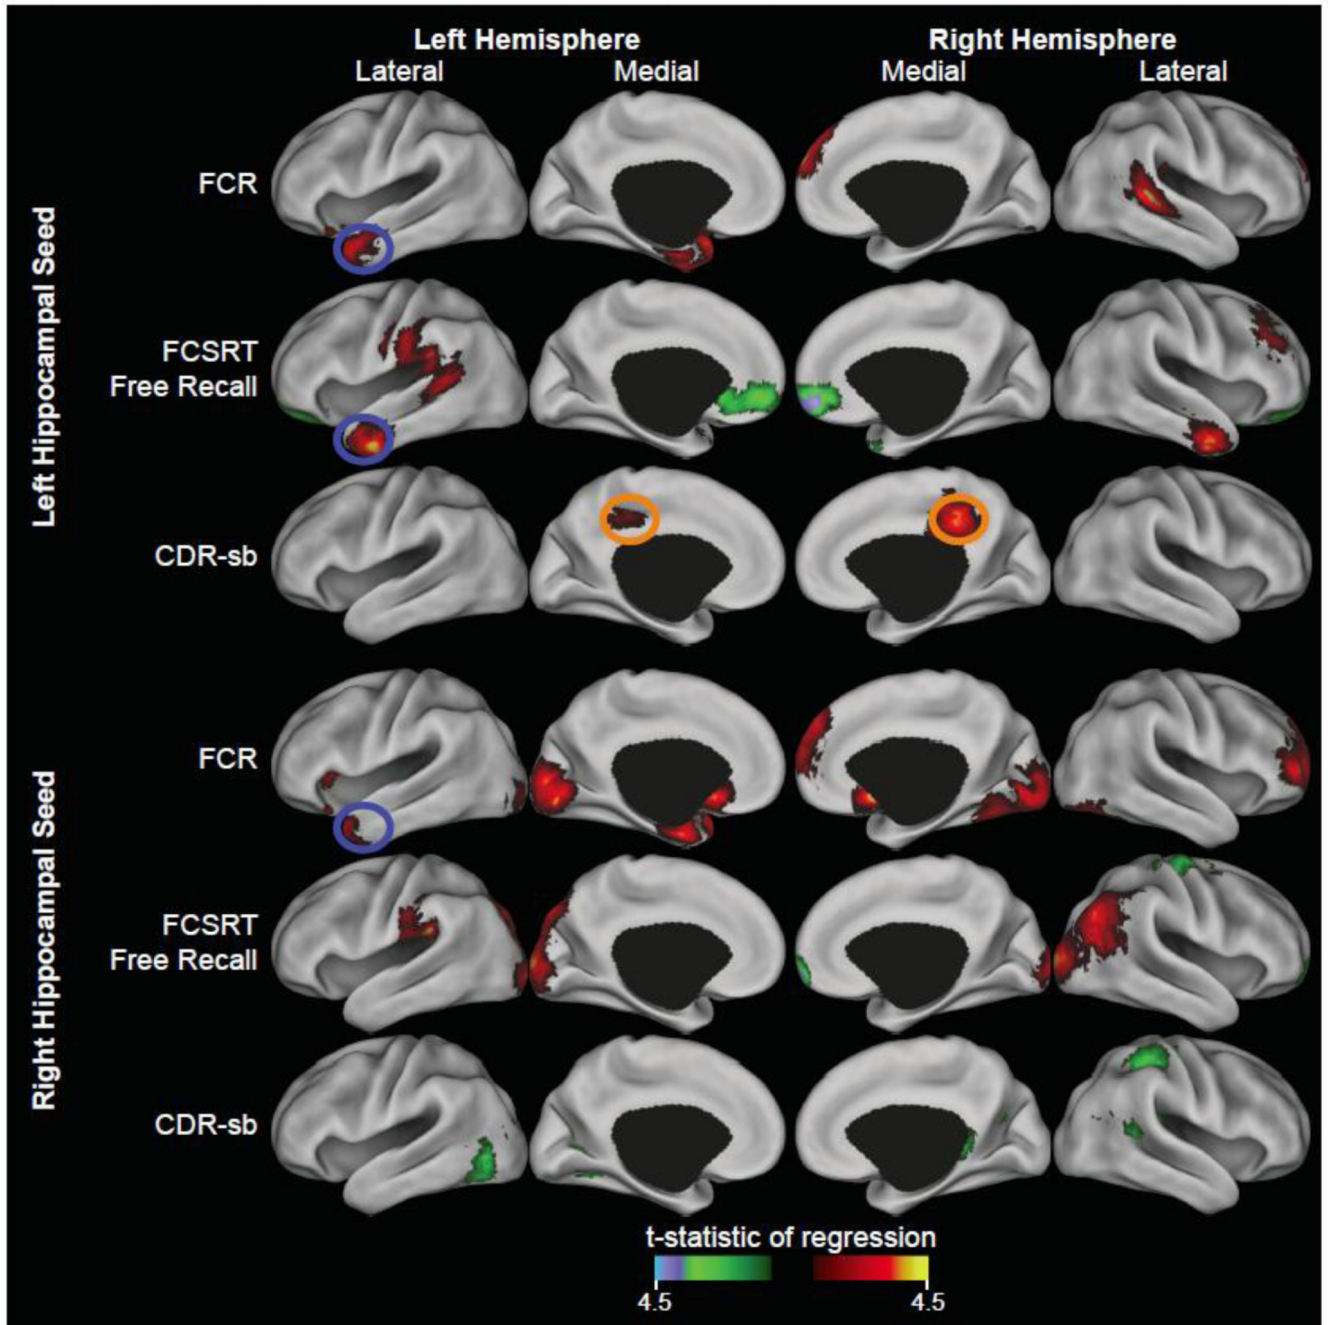 Left Hemisphere
Right Hemisphere
Lateral
Medial
Medial
Lateral
Left Hippocampal Seed
FCR
FCSRT
Free Recall
CDR-sb
Right Hippocampal Seed
FCR
FCSRT
Free Recall
CDR-sb
t-statistic of regression
4.5
4.5